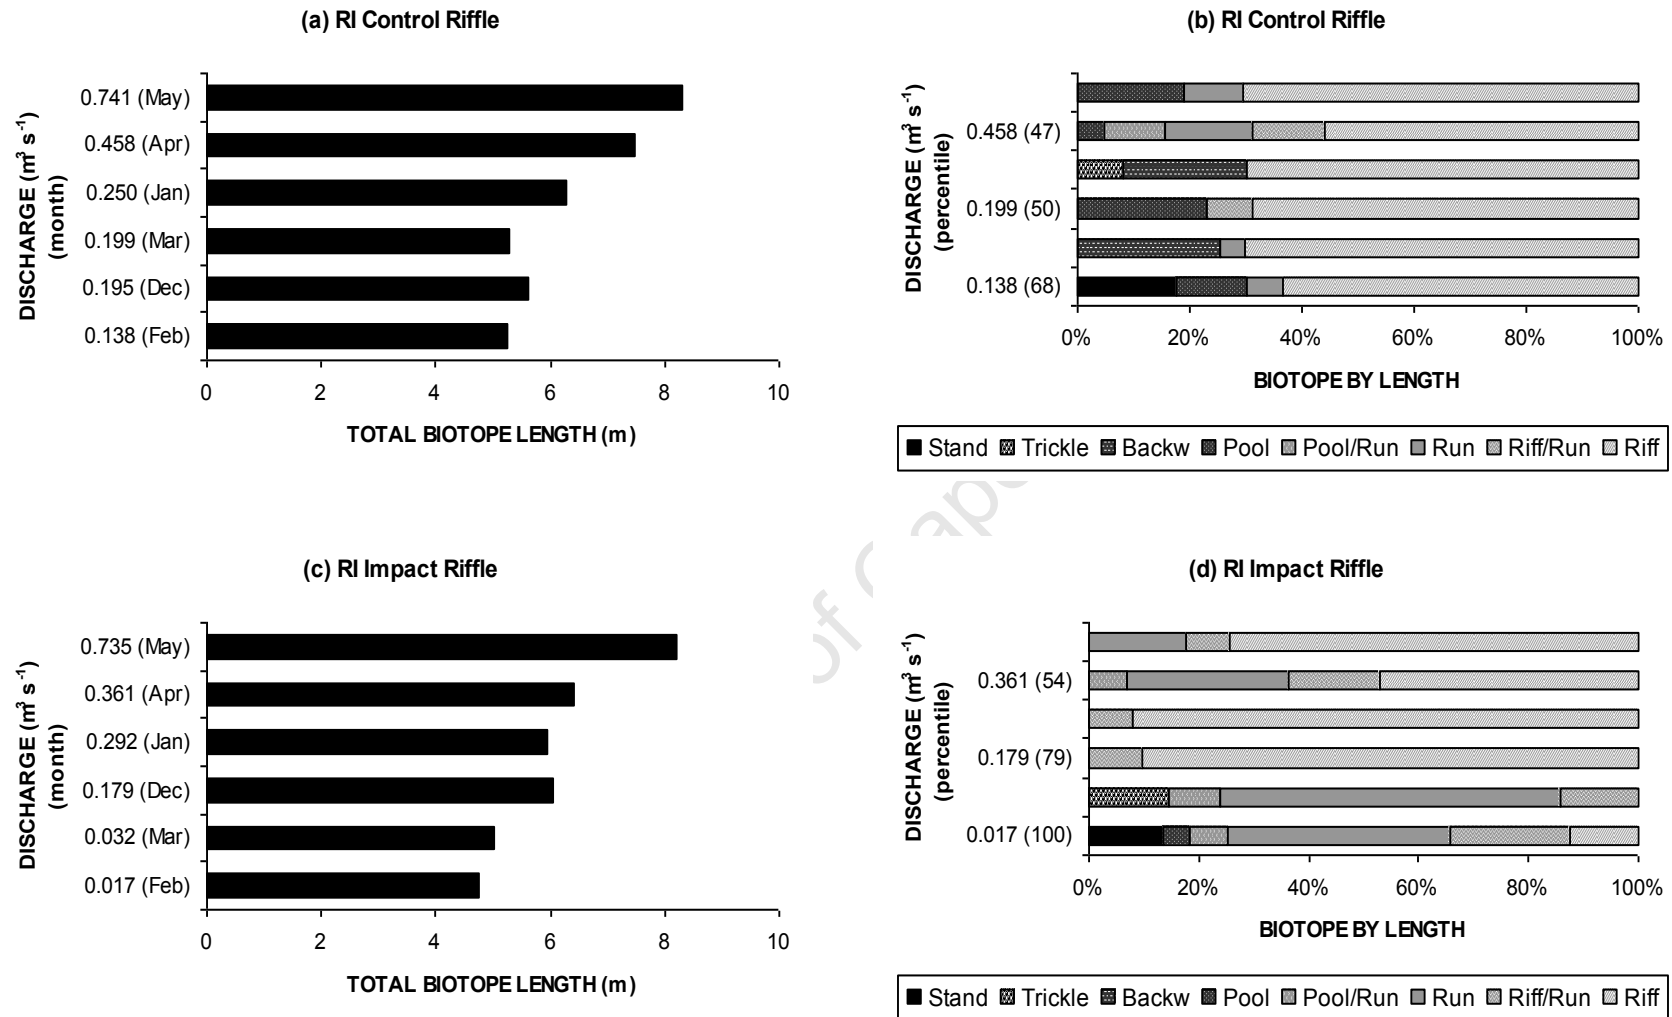 (a) RI Control Riffle
DISCHARGE (m³ s⁻¹)
(month)
0.741 (May)
0.458 (Apr)
0.250 (Jan)
0.199 (Mar)
0.195 (Dec)
0.138 (Feb)
0 2 4 6 8 10
TOTAL BIOTOPE LENGTH (m)
(b) RI Control Riffle
DISCHARGE (m³ s⁻¹)
(percentile)
0.458 (47)
0.199 (50)
0.138 (68)
0% 20% 40% 60% 80% 100%
BIOTOPE BY LENGTH
Stand Trickle Backw Pool Pool/Run Run Riff/Run Riff
(c) RI Impact Riffle
DISCHARGE (m³ s⁻¹)
(month)
0.735 (May)
0.361 (Apr)
0.292 (Jan)
0.179 (Dec)
0.032 (Mar)
0.017 (Feb)
0 2 4 6 8 10
TOTAL BIOTOPE LENGTH (m)
of
(d) RI Impact Riffle
DISCHARGE (m³ s⁻¹)
(percentile)
0.361 (54)
0.179 (79)
0.017 (100)
0% 20% 40% 60% 80% 100%
BIOTOPE BY LENGTH
Stand Trickle Backw Pool Pool/Run Run Riff/Run Riff